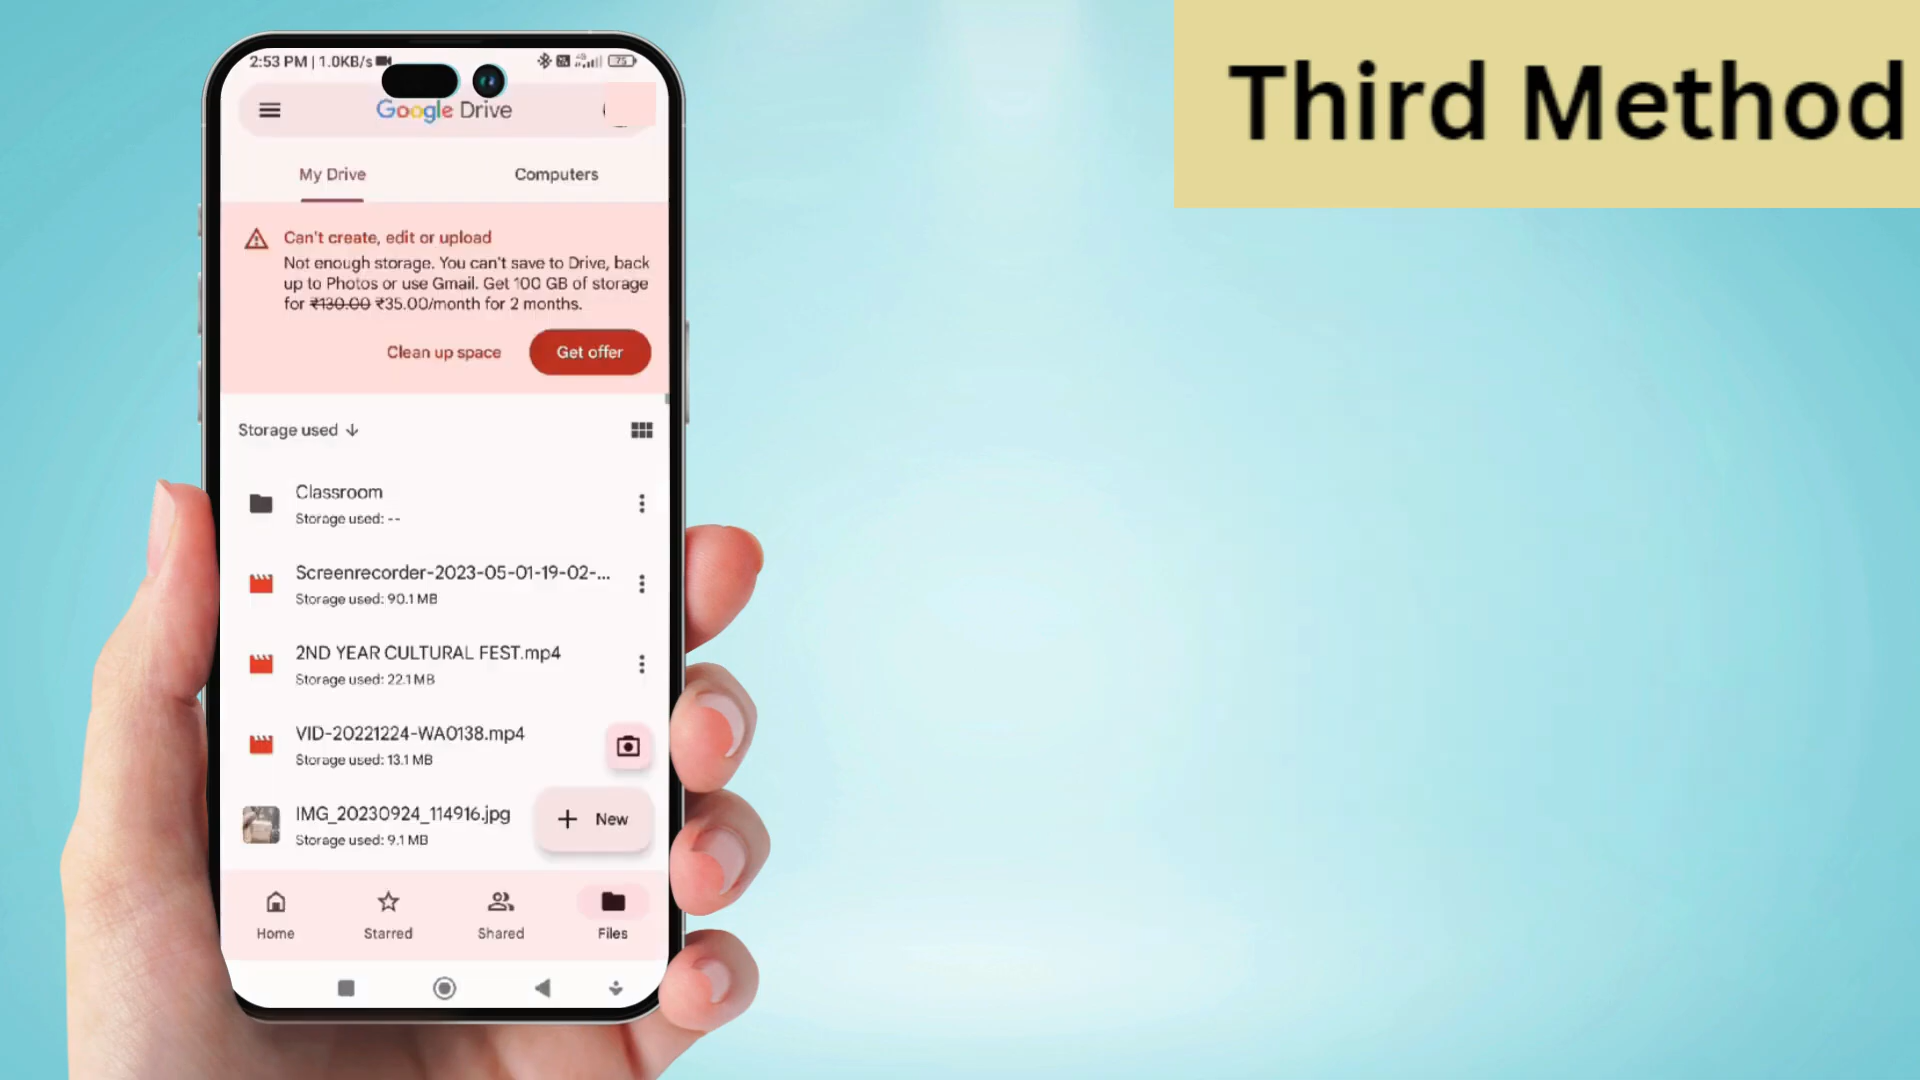 Third Method
2:53 PM | 1.0KB/s
75
Google Drive
My Drive
Computers
Can't create, edit or upload
Not enough storage. You can't save to Drive, back
up to Photos or use Gmail. Get 100 GB of storage
for ₹130.00 ₹35.00/month for 2 months.
Clean up space
Get offer
Storage used ↓
Classroom
Storage used: --
Screenrecorder-2023-05-01-19-02-...
Storage used: 90.1 MB
2ND YEAR CULTURAL FEST.mp4
Storage used: 22.1 MB
VID-20221224-WA0138.mp4
Storage used: 13.1 MB
IMG_20230924_114916.jpg
Storage used: 9.1 MB
+ New
Home
Starred
Shared
Files